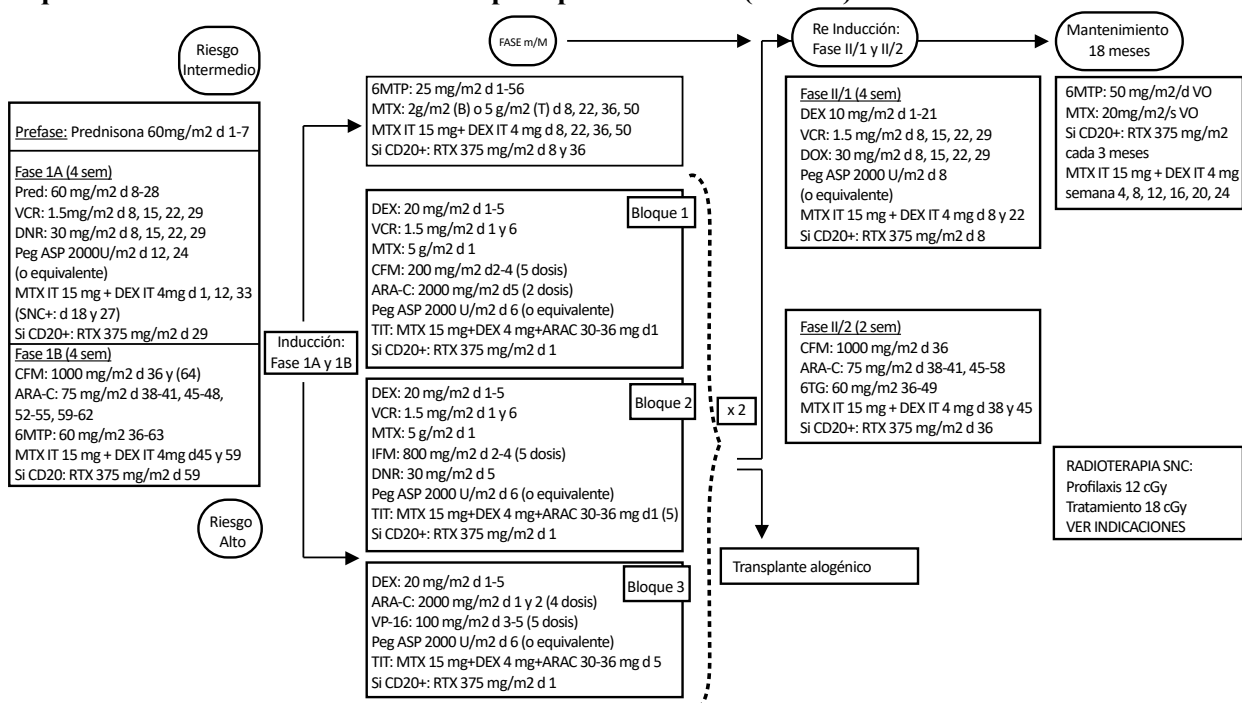 Riesgo
Intermedio
Prefase: Prednisona 60mg/m2 d 1-7
Fase 1A (4 sem)
Pred: 60 mg/m2 d 8-28
VCR: 1.5mg/m2 d 8, 15, 22, 29
DNR: 30 mg/m2 d 8, 15, 22, 29
Peg ASP 2000U/m2 d 12, 24
(o equivalente)
MTX IT 15 mg + DEX IT 4mg d 1, 12, 33
(SNC+: d 18 y 27)
Si CD20+: RTX 375 mg/m2 d 29
Fase 1B (4 sem)
CFM: 1000 mg/m2 d 36 y (64)
ARA-C: 75 mg/m2 d 38-41, 45-48,
52-55, 59-62
6MTP: 60 mg/m2 36-63
MTX IT 15 mg + DEX IT 4mg d45 y 59
Si CD20: RTX 375 mg/m2 d 59
Riesgo
Alto
Inducción:
Fase 1A y 1B
FASE m/M
6MTP: 25 mg/m2 d 1-56
MTX: 2g/m2 (B) o 5 g/m2 (T) d 8, 22, 36, 50
MTX IT 15 mg+ DEX IT 4 mg d 8, 22, 36, 50
Si CD20+: RTX 375 mg/m2 d 8 y 36
Bloque 1
DEX: 20 mg/m2 d 1-5
VCR: 1.5 mg/m2 d 1 y 6
MTX: 5 g/m2 d 1
CFM: 200 mg/m2 d2-4 (5 dosis)
ARA-C: 2000 mg/m2 d5 (2 dosis)
Peg ASP 2000 U/m2 d 6 (o equivalente)
TIT: MTX 15 mg+DEX 4 mg+ARAC 30-36 mg d1
Si CD20+: RTX 375 mg/m2 d 1
Bloque 2
DEX: 20 mg/m2 d 1-5
VCR: 1.5 mg/m2 d 1 y 6
MTX: 5 g/m2 d 1
IFM: 800 mg/m2 d 2-4 (5 dosis)
DNR: 30 mg/m2 d 5
Peg ASP 2000 U/m2 d 6 (o equivalente)
TIT: MTX 15 mg+DEX 4 mg+ARAC 30-36 mg d1 (5)
Si CD20+: RTX 375 mg/m2 d 1
Bloque 3
DEX: 20 mg/m2 d 1-5
ARA-C: 2000 mg/m2 d 1 y 2 (4 dosis)
VP-16: 100 mg/m2 d 3-5 (5 dosis)
Peg ASP 2000 U/m2 d 6 (o equivalente)
TIT: MTX 15 mg+DEX 4 mg+ARAC 30-36 mg d 5
Si CD20+: RTX 375 mg/m2 d 1
x 2
Re Inducción:
Fase II/1 y II/2
Fase II/1 (4 sem)
DEX 10 mg/m2 d 1-21
VCR: 1.5 mg/m2 d 8, 15, 22, 29
DOX: 30 mg/m2 d 8, 15, 22, 29
Peg ASP 2000 U/m2 d 8
(o equivalente)
MTX IT 15 mg + DEX IT 4 mg d 8 y 22
Si CD20+: RTX 375 mg/m2 d 8
Fase II/2 (2 sem)
CFM: 1000 mg/m2 d 36
ARA-C: 75 mg/m2 d 38-41, 45-58
6TG: 60 mg/m2 36-49
MTX IT 15 mg + DEX IT 4 mg d 38 y 45
Si CD20+: RTX 375 mg/m2 d 36
Transplante alogénico
Mantenimiento
18 meses
6MTP: 50 mg/m2/d VO
MTX: 20mg/m2/s VO
Si CD20+: RTX 375 mg/m2
cada 3 meses
MTX IT 15 mg + DEX IT 4 mg
semana 4, 8, 12, 16, 20, 24
RADIOTERAPIA SNC:
Profilaxis 12 cGy
Tratamiento 18 cGy
VER INDICACIONES